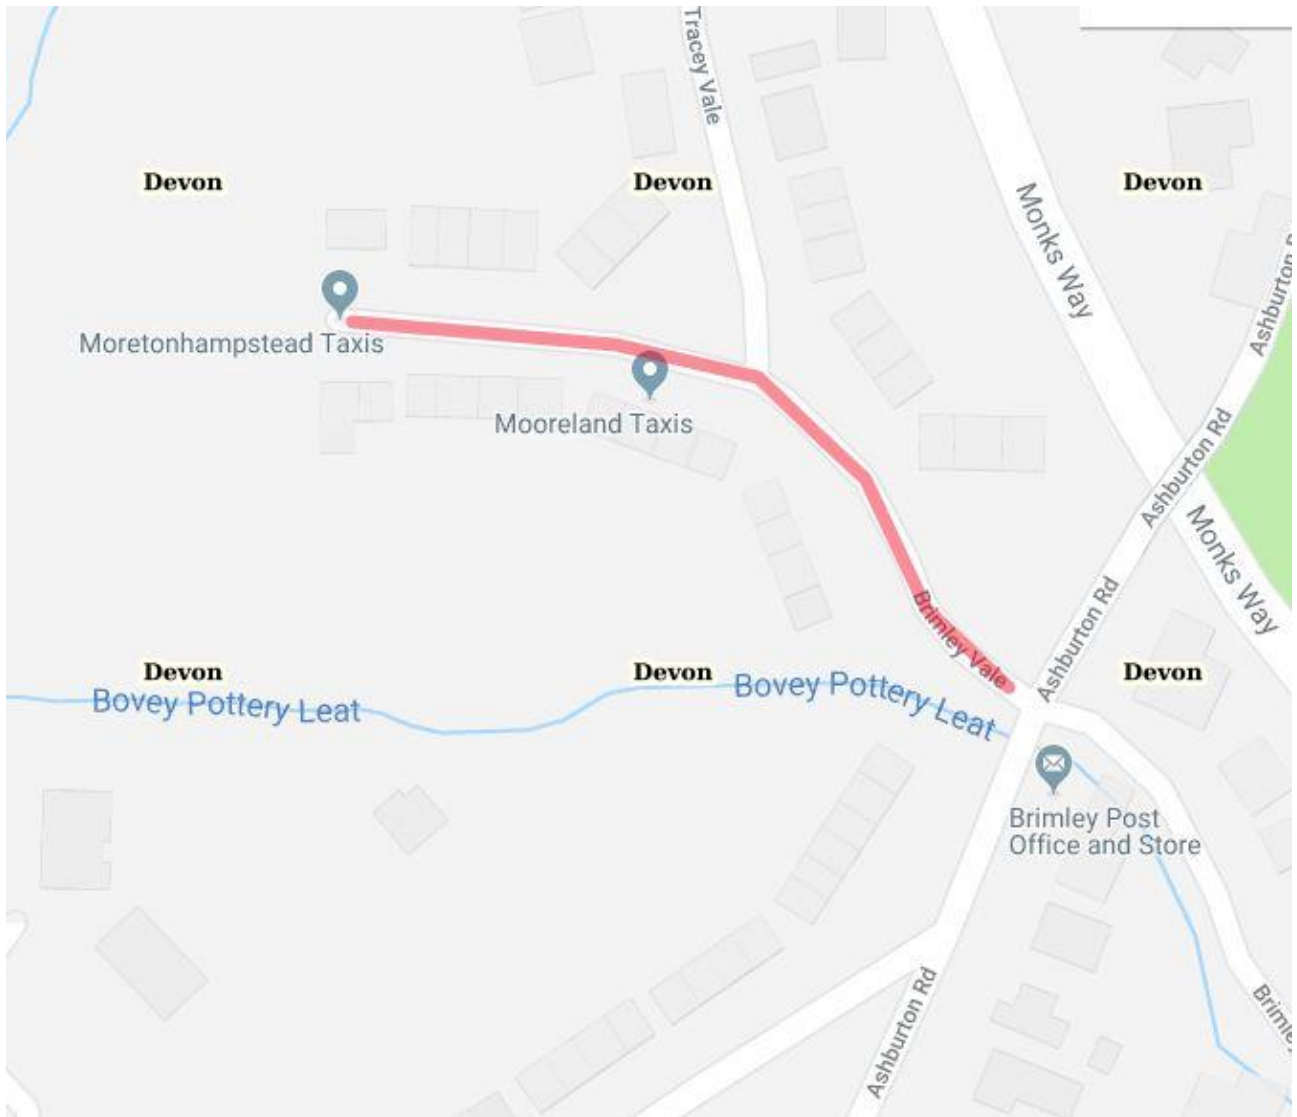 Tracey Vale
Devon
Devon
Devon
Monks Way
Ashburton R
Moretonhampstead Taxis
Mooreland Taxis
Ashburton Rd
Monks Way
Ashburton Rd
Brimley Vale
Devon
Devon
Devon
Bovey Pottery Leat
Bovey Pottery Leat
Brimley Post
Office and Store
Ashburton Rd
Brimley